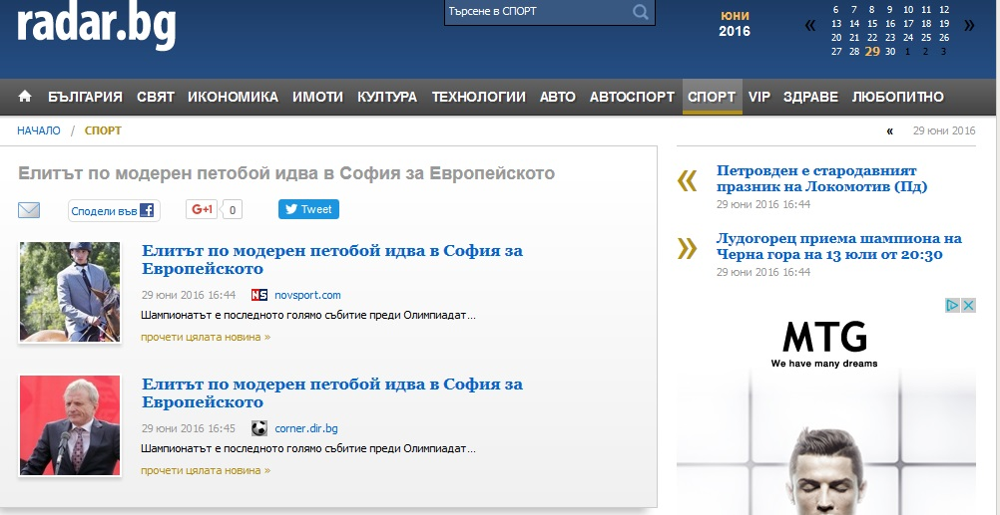 radar.bg
Търсене в СПОРТ
ЮНИ
2016
«
»
6 7 8 9 10 11 12
13 14 15 16 17 18 19
20 21 22 23 24 25 26
27 28 29 30 1 2 3
БЪЛГАРИЯ СВЯТ ИКОНОМИКА ИМОТИ КУЛТУРА ТЕХНОЛОГИИ АВТО АВТОСПОРТ СПОРТ VIP ЗДРАВЕ ЛЮБОПИТНО
НАЧАЛО / СПОРТ
« 29 юни 2016
Елитът по модерен петобой идва в София за Европейското
Сподели във f
G+1 0
Tweet
Елитът по модерен петобой идва в София за
Европейското
29 юни 2016 16:44 NS novsport.com
Шампионатът е последното голямо събитие преди Олимпиадат...
прочети цялата новина »
Елитът по модерен петобой идва в София за
Европейското
29 юни 2016 16:45 corner.dir.bg
Шампионатът е последното голямо събитие преди Олимпиадат...
прочети цялата новина »
« Петровден е стародавният
празник на Локомотив (Пд)
29 юни 2016 16:44
» Лудогорец приема шампиона на
Черна гора на 13 юли от 20:30
29 юни 2016 16:44
MTG
We have many dreams